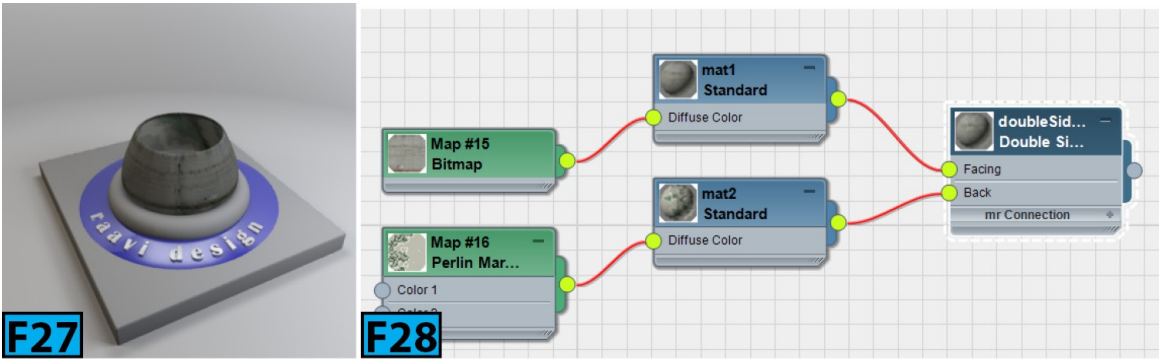 raavi design
F27
mat1
Standard
Diffuse Color
Map #15
Bitmap
doubleSid...
Double Si...
Facing
Back
mr Connection
mat2
Standard
Diffuse Color
Map #16
Perlin Mar...
Color 1
F28